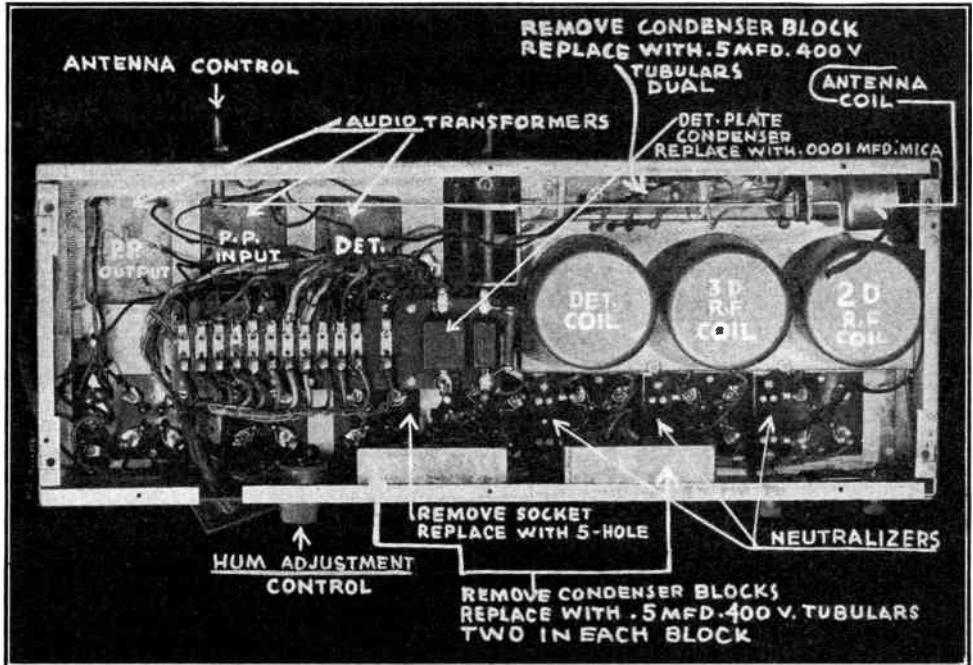 REMOVE CONDENSER BLOCK
REPLACE WITH .5 MFD. 400 V
TUBULARS
DUAL
ANTENNA CONTROL
ANTENNA
COIL
AUDIO TRANSFORMERS
DET. PLATE
CONDENSER
REPLACE WITH .0001 MFD. MICA
P.P.
OUTPUT
P.P.
INPUT
DET.
DET.
COIL
3D
R.F
COIL
2D
R.F
COIL
REMOVE SOCKET
REPLACE WITH 5-HOLE
NEUTRALIZERS
HUM ADJUSTMENT
CONTROL
REMOVE CONDENSER BLOCKS
REPLACE WITH .5 MFD. 400 V. TUBULARS
TWO IN EACH BLOCK